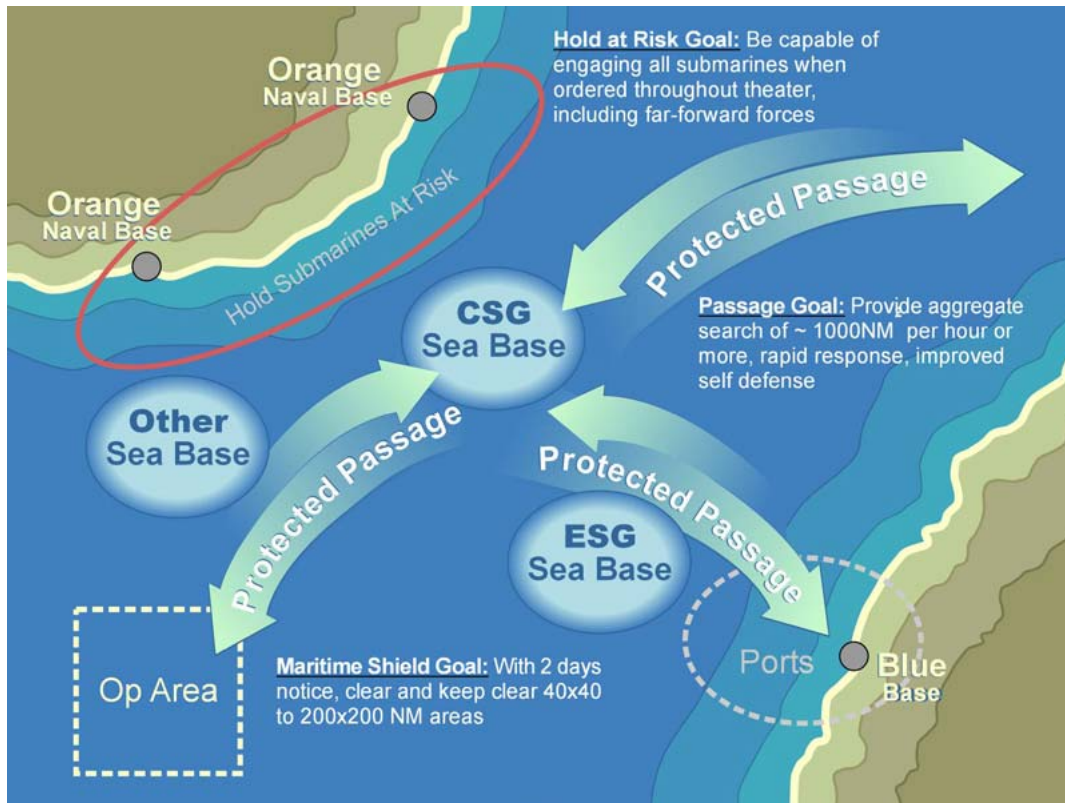 Hold at Risk Goal: Be capable of
engaging all submarines when
ordered throughout theater,
including far-forward forces
Orange
Naval Base
Orange
Naval Base
Hold Submarines At Risk
Protected Passage
CSG
Sea Base
Passage Goal: Provide aggregate
search of ~ 1000NM² per hour or
more, rapid response, improved
self defense
Other
Sea Base
Protected Passage
Protected Passage
ESG
Sea Base
Op Area
Maritime Shield Goal: With 2 days
notice, clear and keep clear 40x40
to 200x200 NM areas
Ports
Blue
Base